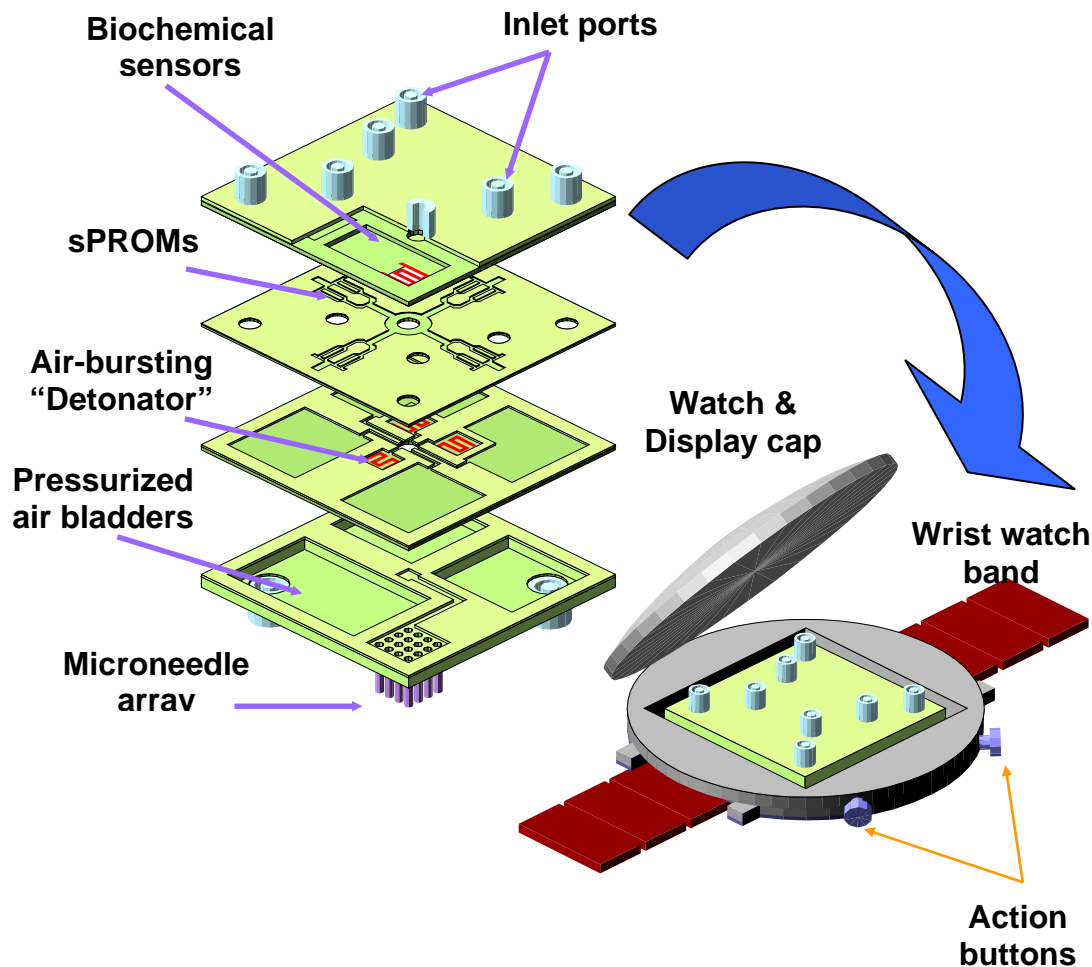 Biochemical
sensors
Inlet ports
sPROMs
Air-bursting
“Detonator”
Watch &
Display cap
Pressurized
air bladders
Wrist watch
band
Microneedle
array
Action
buttons